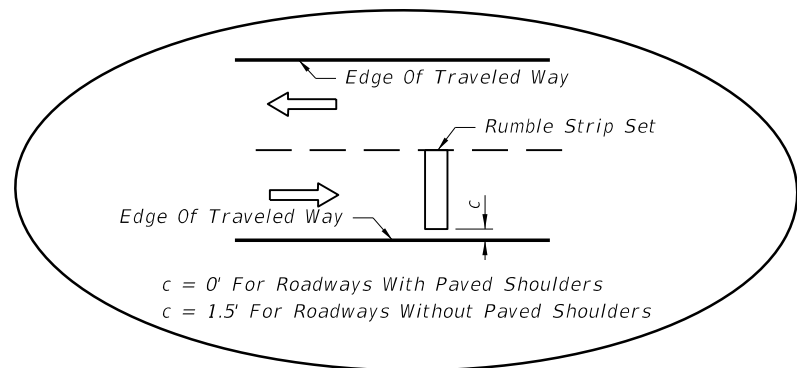 Edge Of Traveled Way
Rumble Strip Set
c
Edge Of Traveled Way
c = 0' For Roadways With Paved Shoulders
c = 1.5' For Roadways Without Paved Shoulders